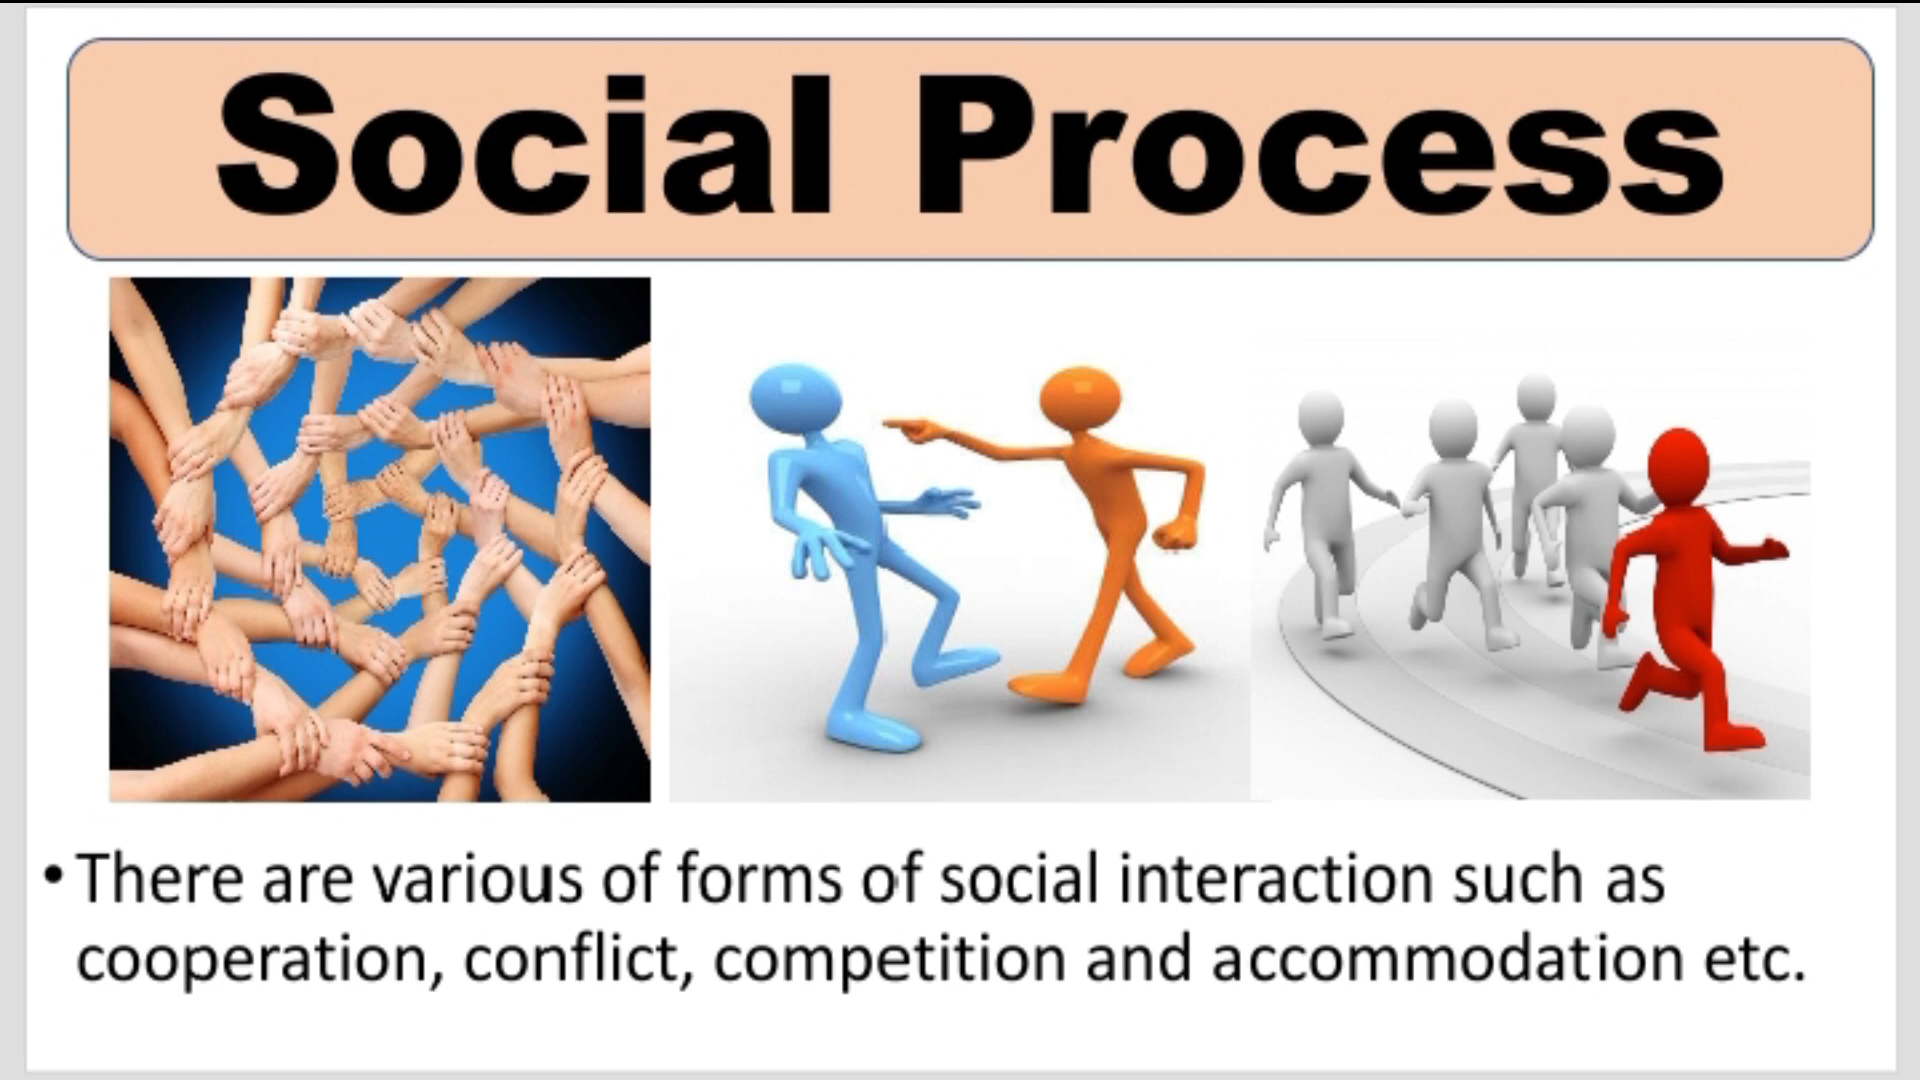 Social Process
• There are various of forms of social interaction such as
cooperation, conflict, competition and accommodation etc.